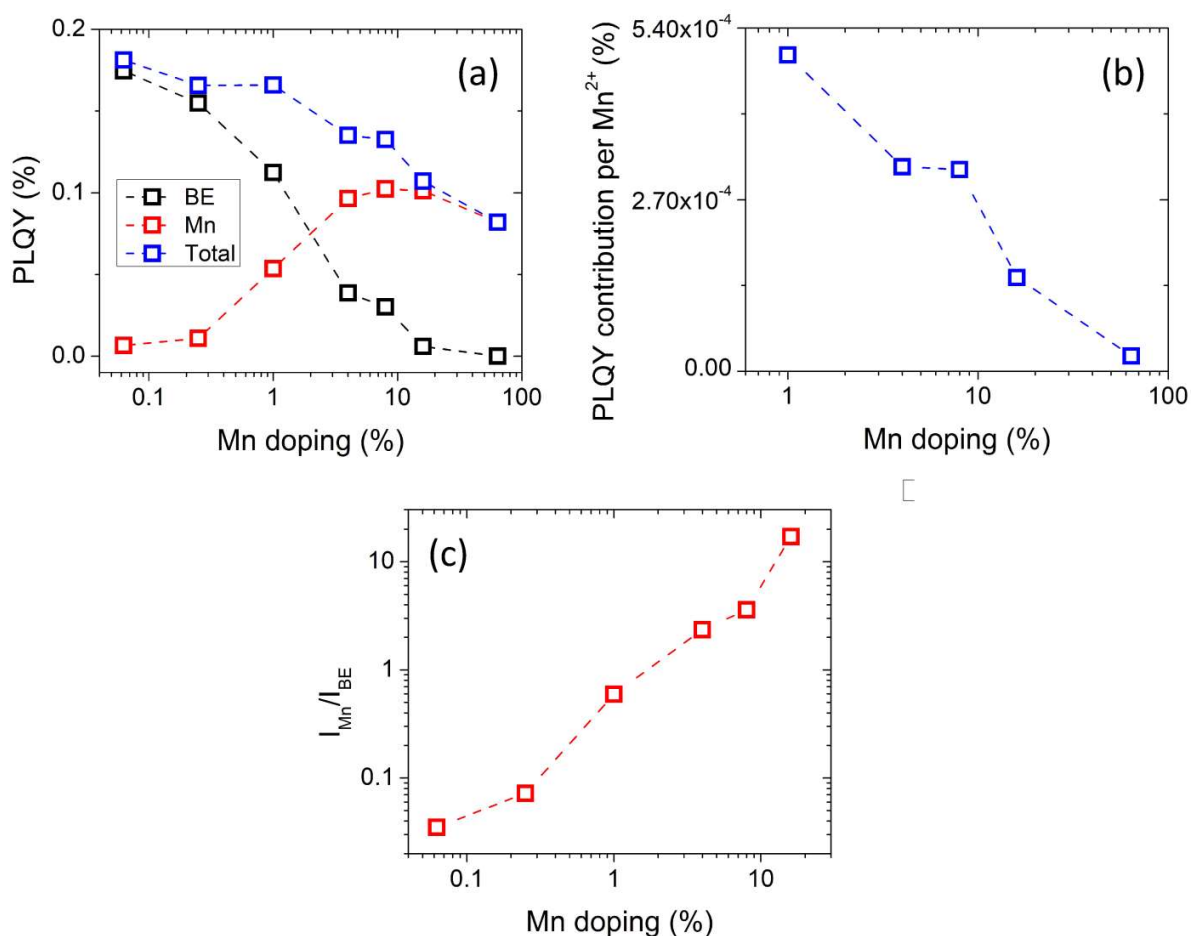 (a)
0.2
0.1
0.0
PLQY (%)
BE
Mn
Total
0.1
1
10
100
Mn doping (%)
(b)
5.40x10⁻⁴
2.70x10⁻⁴
0.00
PLQY contribution per Mn²⁺ (%)
1
10
100
Mn doping (%)
(c)
10
1
0.1
I_Mn/I_BE
0.1
1
10
Mn doping (%)